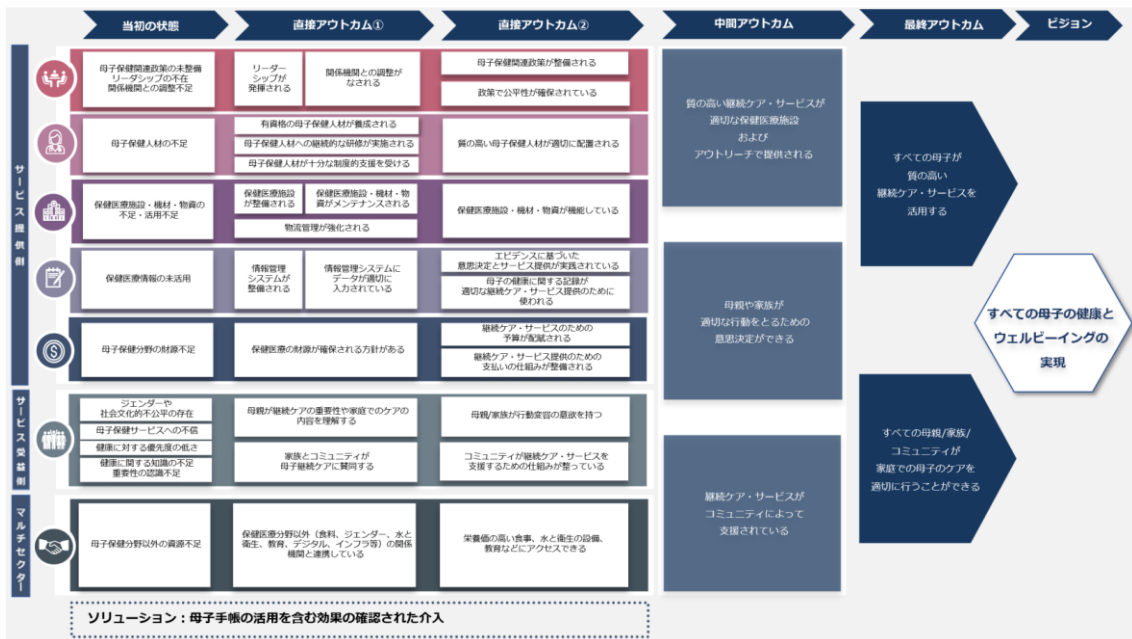 当初の状態
直接アウトカム①
直接アウトカム②
中間アウトカム
最終アウトカム
ビジョン
サービス提供側
母子保健関連政策の未整備
リーダシップの不在
関係機関との調整不足
リーダー
シップが
発揮される
関係機関との調整が
なされる
母子保健関連政策が整備される
政策で公平性が確保されている
母子保健人材の不足
有資格の母子保健人材が養成される
母子保健人材への継続的な研修が実施される
母子保健人材が十分な制度的支援を受ける
質の高い母子保健人材が適切に配置される
保健医療施設・機材・物資の
不足・活用不足
保健医療施設
が整備される
保健医療施設・機材・物
資がメンテナンスされる
物流管理が強化される
保健医療施設・機材・物資が機能している
保健医療情報の未活用
情報管理
システムが
整備される
情報管理システムに
データが適切に
入力されている
エビデンスに基づいた
意思決定とサービス提供が実践されている
母子の健康に関する記録が
適切な継続ケア・サービス提供のために
使われる
母子保健分野の財源不足
保健医療の財源が確保される方針がある
継続ケア・サービスのための
予算が配賦される
継続ケア・サービス提供のための
支払いの仕組みが整備される
サービス受益側
ジェンダーや
社会文化的不公平の存在
母子保健サービスへの不信
健康に対する優先度の低さ
健康に関する知識の不足
重要性の認識不足
母親が継続ケアの重要性や家庭でのケアの
内容を理解する
家族とコミュニティが
母子継続ケアに賛同する
母親/家族が行動変容の意欲を持つ
コミュニティが継続ケア・サービスを
支援するための仕組みが整っている
マルチセクター
母子保健分野以外の資源不足
保健医療分野以外（食料、ジェンダー、水と
衛生、教育、デジタル、インフラ等）の関係
機関と連携している
栄養価の高い食事、水と衛生の設備、
教育などにアクセスできる
質の高い継続ケア・サービスが
適切な保健医療施設
および
アウトリーチで提供される
母親や家族が
適切な行動をとるための
意思決定ができる
継続ケア・サービスが
コミュニティによって
支援されている
すべての母子が
質の高い
継続ケア・サービスを
活用する
すべての母親/家族/
コミュニティが
家庭での母子のケアを
適切に行うことができる
すべての母子の健康と
ウェルビーイングの
実現
ソリューション：母子手帳の活用を含む効果の確認された介入